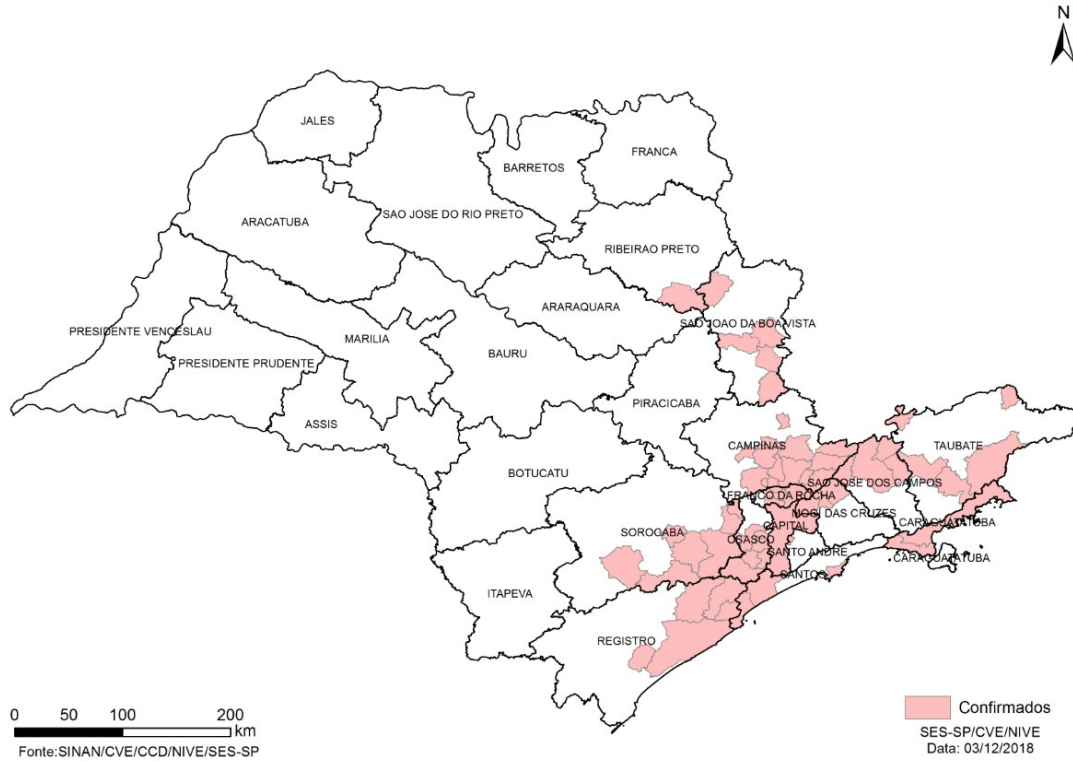 N
JALES
BARRETOS
FRANCA
ARACATUBA
SAO JOSE DO RIO PRETO
RIBEIRAO PRETO
ARARAQUARA
SAO JOAO DA BOA VISTA
PRESIDENTE VENCESLAU
MARILIA
BAURU
PRESIDENTE PRUDENTE
PIRACICABA
ASSIS
CAMPINAS
TAUBATE
BOTUCATU
SAO JOSE DOS CAMPOS
FRANCO DA ROCHA
MOGI DAS CRUZES
CAPITAL
CARAGUATATUBA
SOROCABA
OSASCO
SANTO ANDRE
CARAGUATATUBA
SANTOS
ITAPEVA
REGISTRO
0 50 100 200
km
Fonte:SINAN/CVE/CCD/NIVE/SES-SP
Confirmados
SES-SP/CVE/NIVE
Data: 03/12/2018